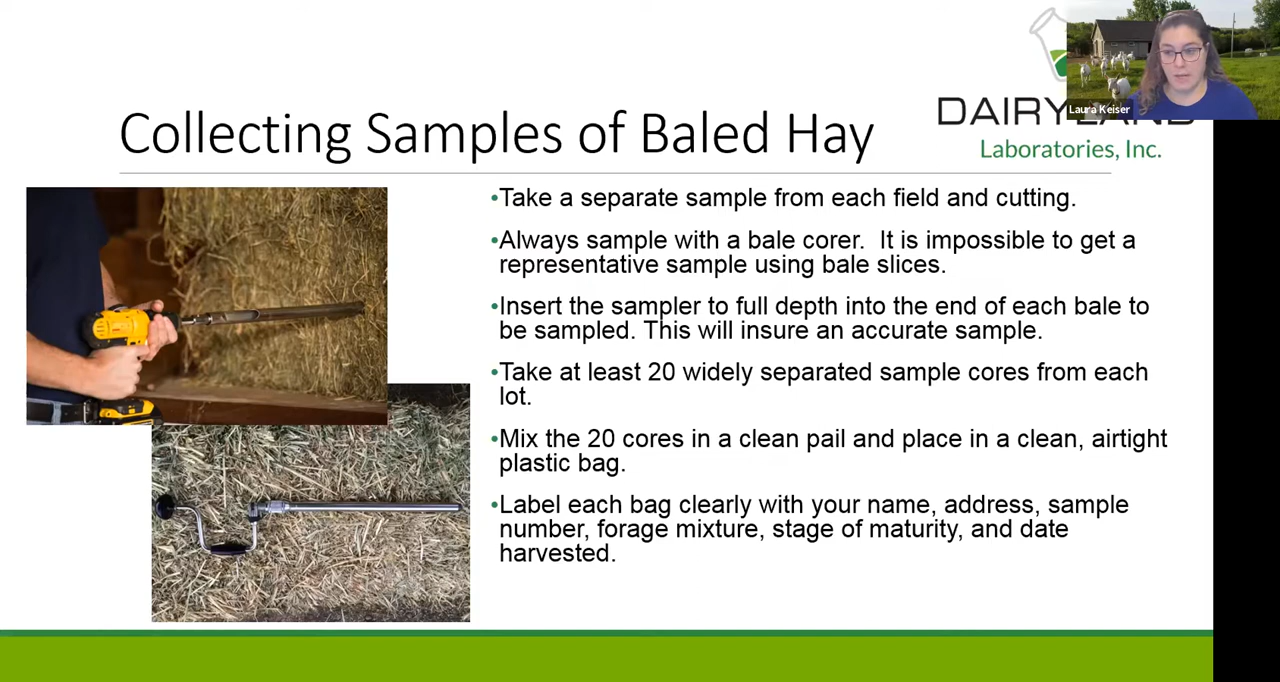 Laura Keiser
Collecting Samples of Baled Hay
Laboratories, Inc.
•Take a separate sample from each field and cutting.
•Always sample with a bale corer.  It is impossible to get a
representative sample using bale slices.
•Insert the sampler to full depth into the end of each bale to
be sampled. This will insure an accurate sample.
•Take at least 20 widely separated sample cores from each
lot.
•Mix the 20 cores in a clean pail and place in a clean, airtight
plastic bag.
•Label each bag clearly with your name, address, sample
number, forage mixture, stage of maturity, and date
harvested.